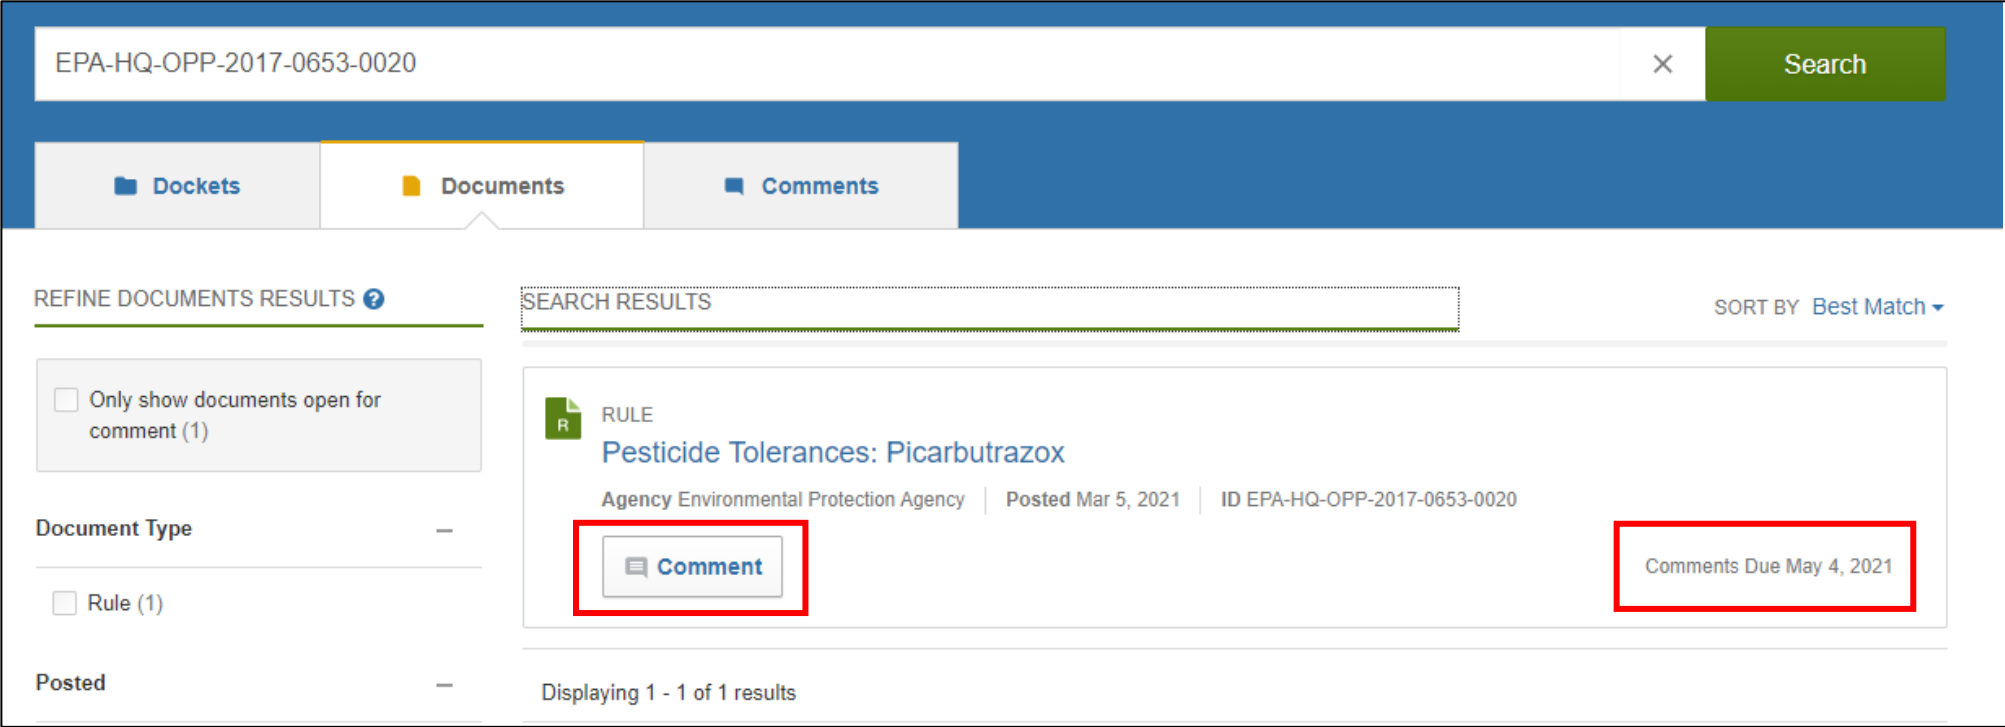 EPA-HQ-OPP-2017-0653-0020
×
Search
Dockets
Documents
Comments
REFINE DOCUMENTS RESULTS ?
Only show documents open for
comment (1)
Document Type
Rule (1)
Posted
SEARCH RESULTS
SORT BY Best Match
R
RULE
Pesticide Tolerances: Picarbutrazox
Agency Environmental Protection Agency
Posted Mar 5, 2021
ID EPA-HQ-OPP-2017-0653-0020
Comment
Comments Due May 4, 2021
Displaying 1 - 1 of 1 results